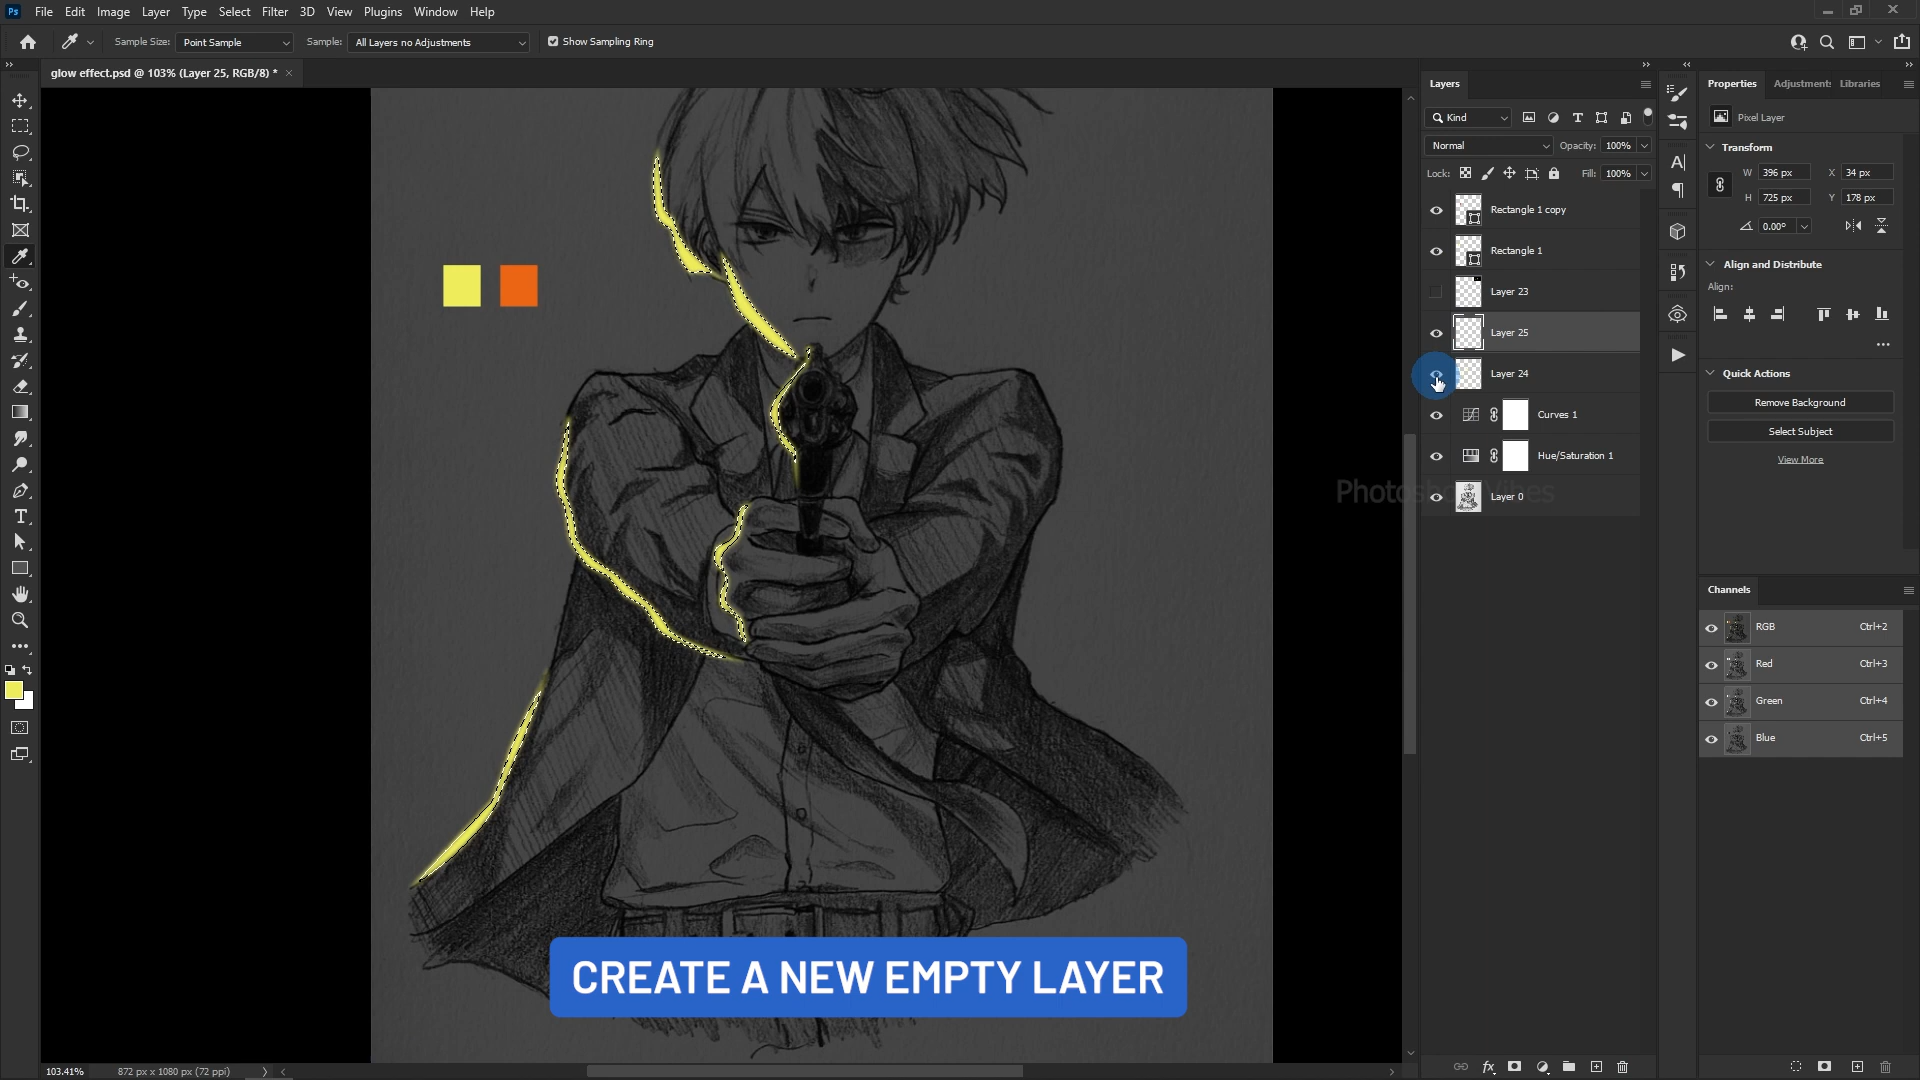 Ps File Edit Image Layer Type Select Filter 3D View Plugins Window Help
Sample Size: Point Sample Sample: All Layers no Adjustments Show Sampling Ring
glow effect.psd @ 103% (Layer 25, RGB/8) * ×
Layers
Kind
Normal Opacity: 100%
Lock: Fill: 100%
Rectangle 1 copy
Rectangle 1
Layer 23
Layer 25
Layer 24
Curves 1
Hue/Saturation 1
Layer 0
Properties Adjustments Libraries
Pixel Layer
Transform
W 396 px X 34 px
H 725 px Y 178 px
0.00°
Align and Distribute
Align:
Quick Actions
Remove Background
Select Subject
View More
Channels
RGB Ctrl+2
Red Ctrl+3
Green Ctrl+4
Blue Ctrl+5
CREATE A NEW EMPTY LAYER
103.41% 872 px x 1080 px (72 ppi)